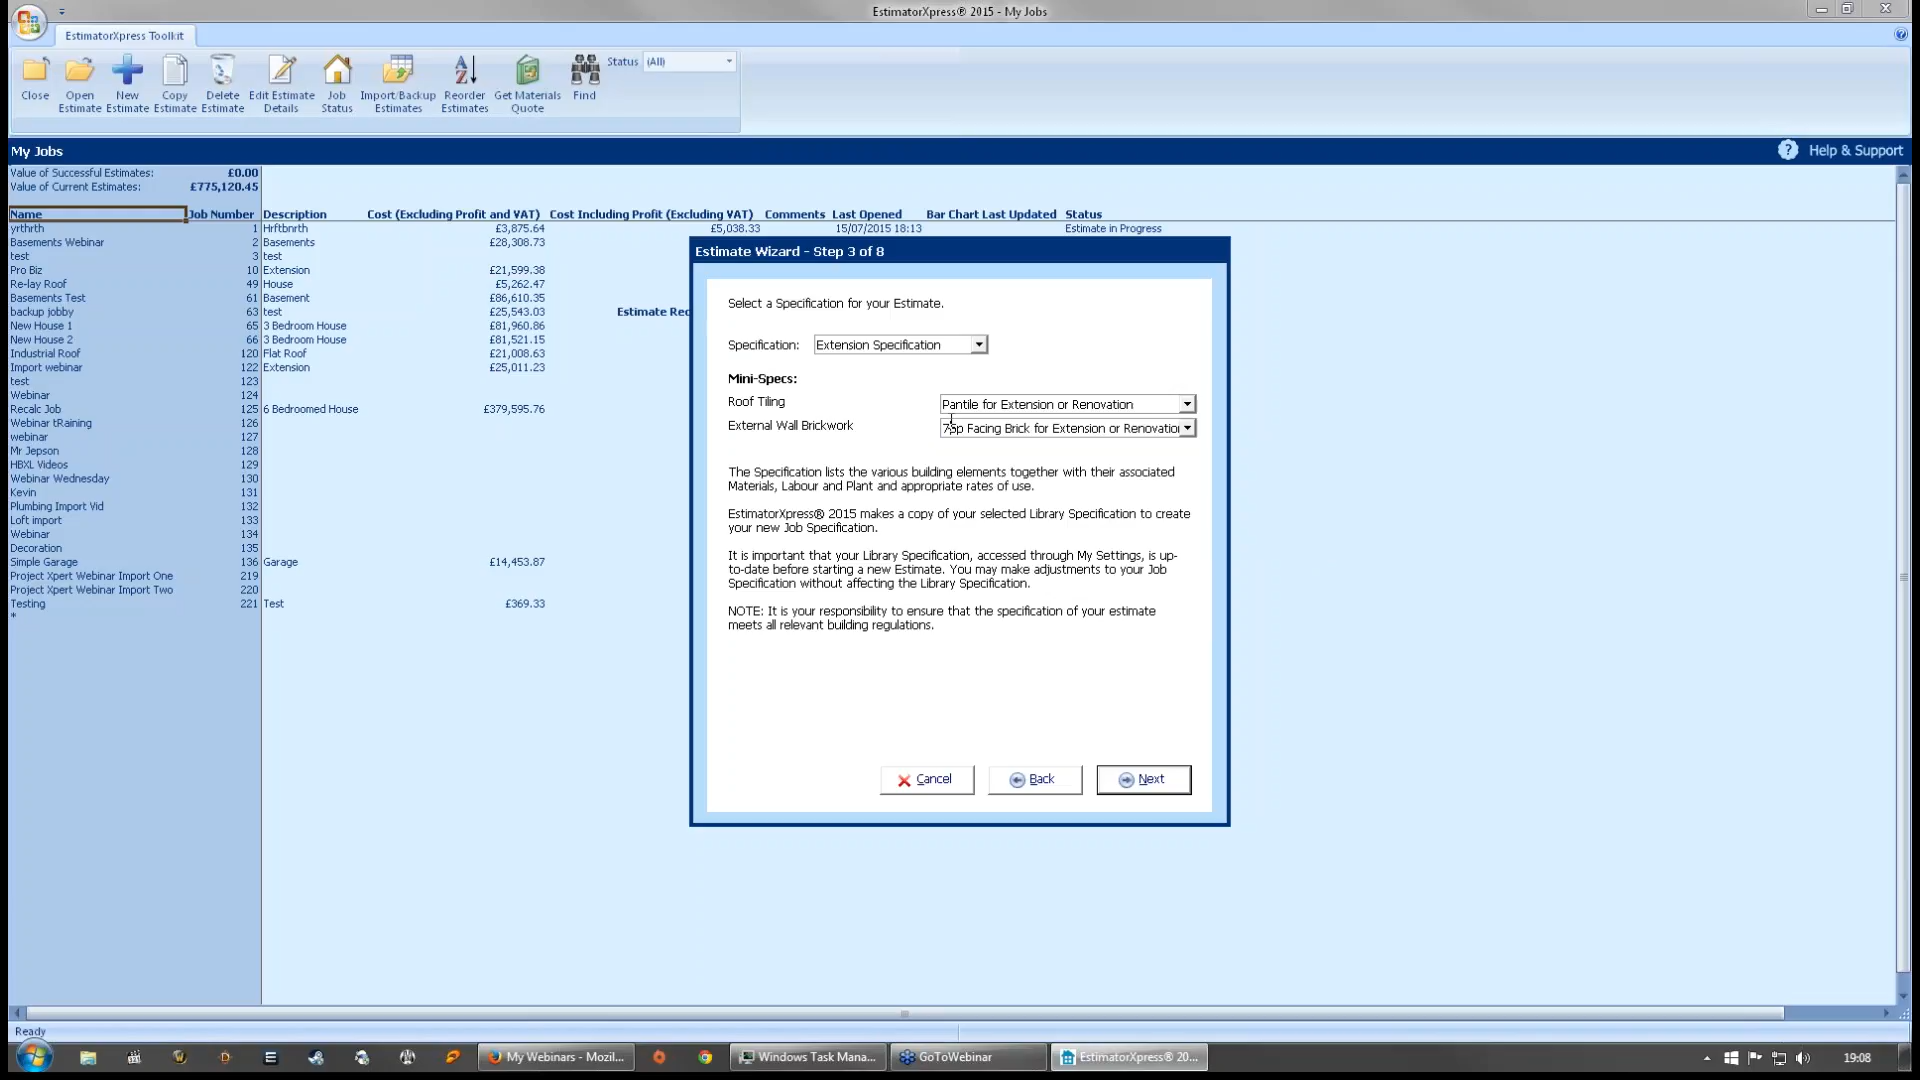 EstimatorXpress® 2015 - My Jobs
EstimatorXpress Toolkit
Close
Open Estimate
New Estimate
Copy Estimate
Delete Estimate
Edit Estimate Details
Job Status
Import/Backup Estimates
Reorder Estimates
Get Materials Quote
Find
Status (All)
My Jobs
? Help & Support
Value of Successful Estimates: £0.00
Value of Current Estimates: £775,120.45
Name Job Number Description Cost (Excluding Profit and VAT) Cost Including Profit (Excluding VAT) Comments Last Opened Bar Chart Last Updated Status
yrthrth 1 Hrftbnrth £3,875.64 £5,038.33 15/07/2015 18:13 Estimate in Progress
Basements Webinar 2 Basements £28,308.73
test 3 test
Pro Biz 10 Extension £21,599.38
Re-lay Roof 49 House £5,262.47
Basements Test 61 Basement £86,610.35
backup jobby 63 test £25,543.03 Estimate Rec
New House 1 65 3 Bedroom House £81,960.86
New House 2 66 3 Bedroom House £81,521.15
Industrial Roof 120 Flat Roof £21,008.63
Import webinar 122 Extension £25,011.23
test 123
Webinar 124
Recalc Job 125 6 Bedroomed House £379,595.76
Webinar tRaining 126
webinar 127
Mr Jepson 128
HBXL Videos 129
Webinar Wednesday 130
Kevin 131
Plumbing Import Vid 132
Loft import 133
Webinar 134
Decoration 135
Simple Garage 136 Garage £14,453.87
Project Xpert Webinar Import One 219
Project Xpert Webinar Import Two 220
Testing 221 Test £369.33
*
Estimate Wizard - Step 3 of 8
Select a Specification for your Estimate.
Specification: Extension Specification
Mini-Specs:
Roof Tiling Pantile for Extension or Renovation
External Wall Brickwork 75p Facing Brick for Extension or Renovation
The Specification lists the various building elements together with their associated
Materials, Labour and Plant and appropriate rates of use.
EstimatorXpress® 2015 makes a copy of your selected Library Specification to create
your new Job Specification.
It is important that your Library Specification, accessed through My Settings, is up-
to-date before starting a new Estimate. You may make adjustments to your Job
Specification without affecting the Library Specification.
NOTE: It is your responsibility to ensure that the specification of your estimate
meets all relevant building regulations.
Cancel Back Next
Ready
My Webinars - Mozil... Windows Task Mana... GoToWebinar EstimatorXpress® 20... 19:08